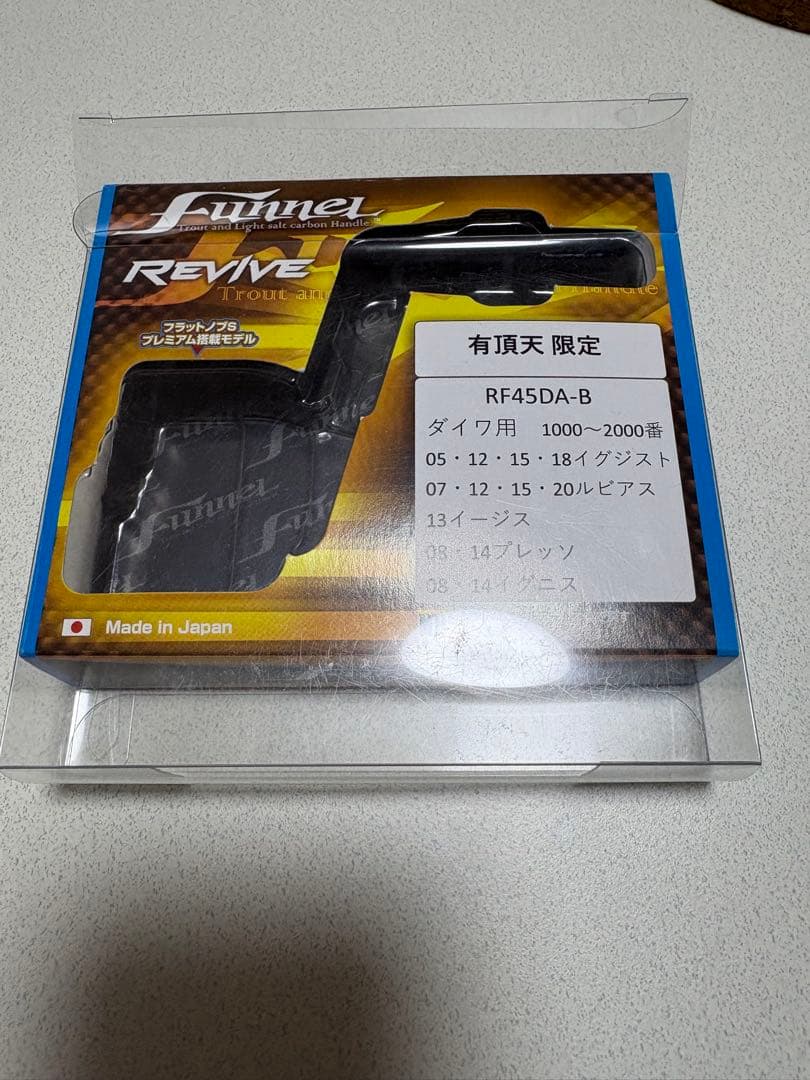 Funnel
Trout and Light salt carbon Handle
REVIVE
Trout and
Handle
フラットノブS
プレミアム搭載モデル
有頂天 限定
RF45DA-B
ダイワ用 1000～2000番
05・12・15・18イグジスト
07・12・15・20ルビアス
13イージス
08・14プレッソ
08・14イグニス
Funnel
Made in Japan